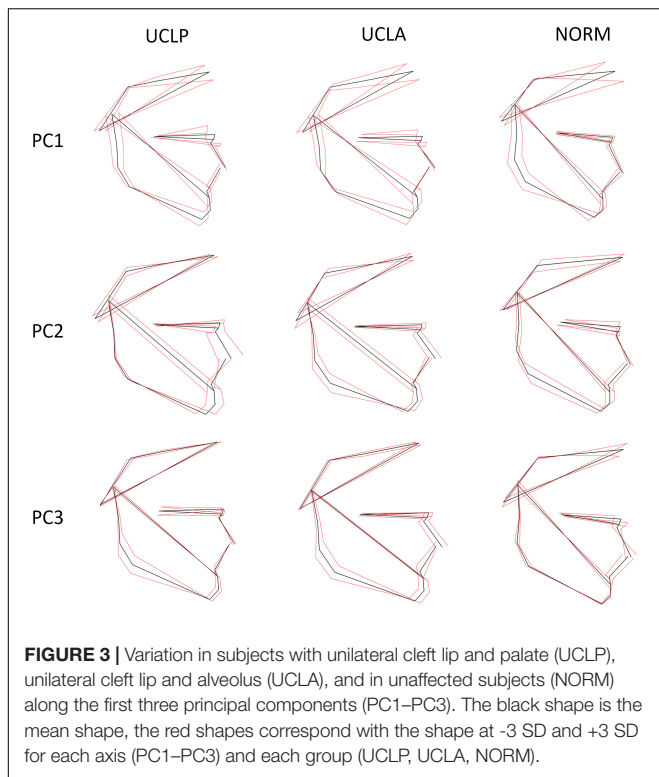 UCLP UCLA NORM
PC1
PC2
PC3
FIGURE 3 | Variation in subjects with unilateral cleft lip and palate (UCLP),
unilateral cleft lip and alveolus (UCLA), and in unaffected subjects (NORM)
along the first three principal components (PC1–PC3). The black shape is the
mean shape, the red shapes correspond with the shape at -3 SD and +3 SD
for each axis (PC1–PC3) and each group (UCLP, UCLA, NORM).